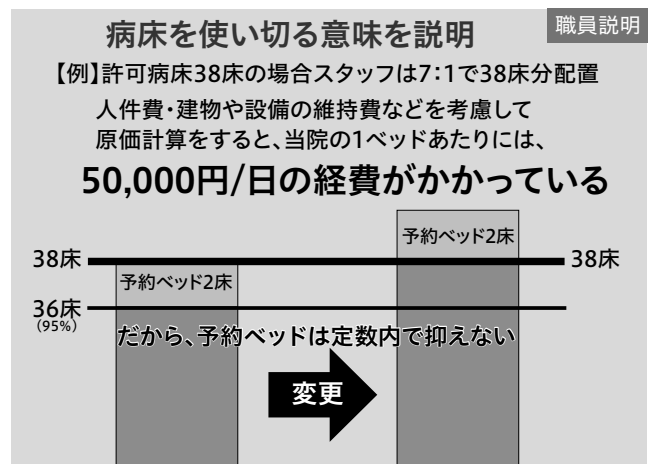 職員説明
病床を使い切る意味を説明
【例】許可病床38床の場合スタッフは7:1で38床分配置
人件費・建物や設備の維持費などを考慮して
原価計算をすると、当院の1ベッドあたりには、
50,000円/日の経費がかかっている
予約ベッド2床
38床
38床
予約ベッド2床
36床
(95%)
だから、予約ベッドは定数内で抑えない
変更